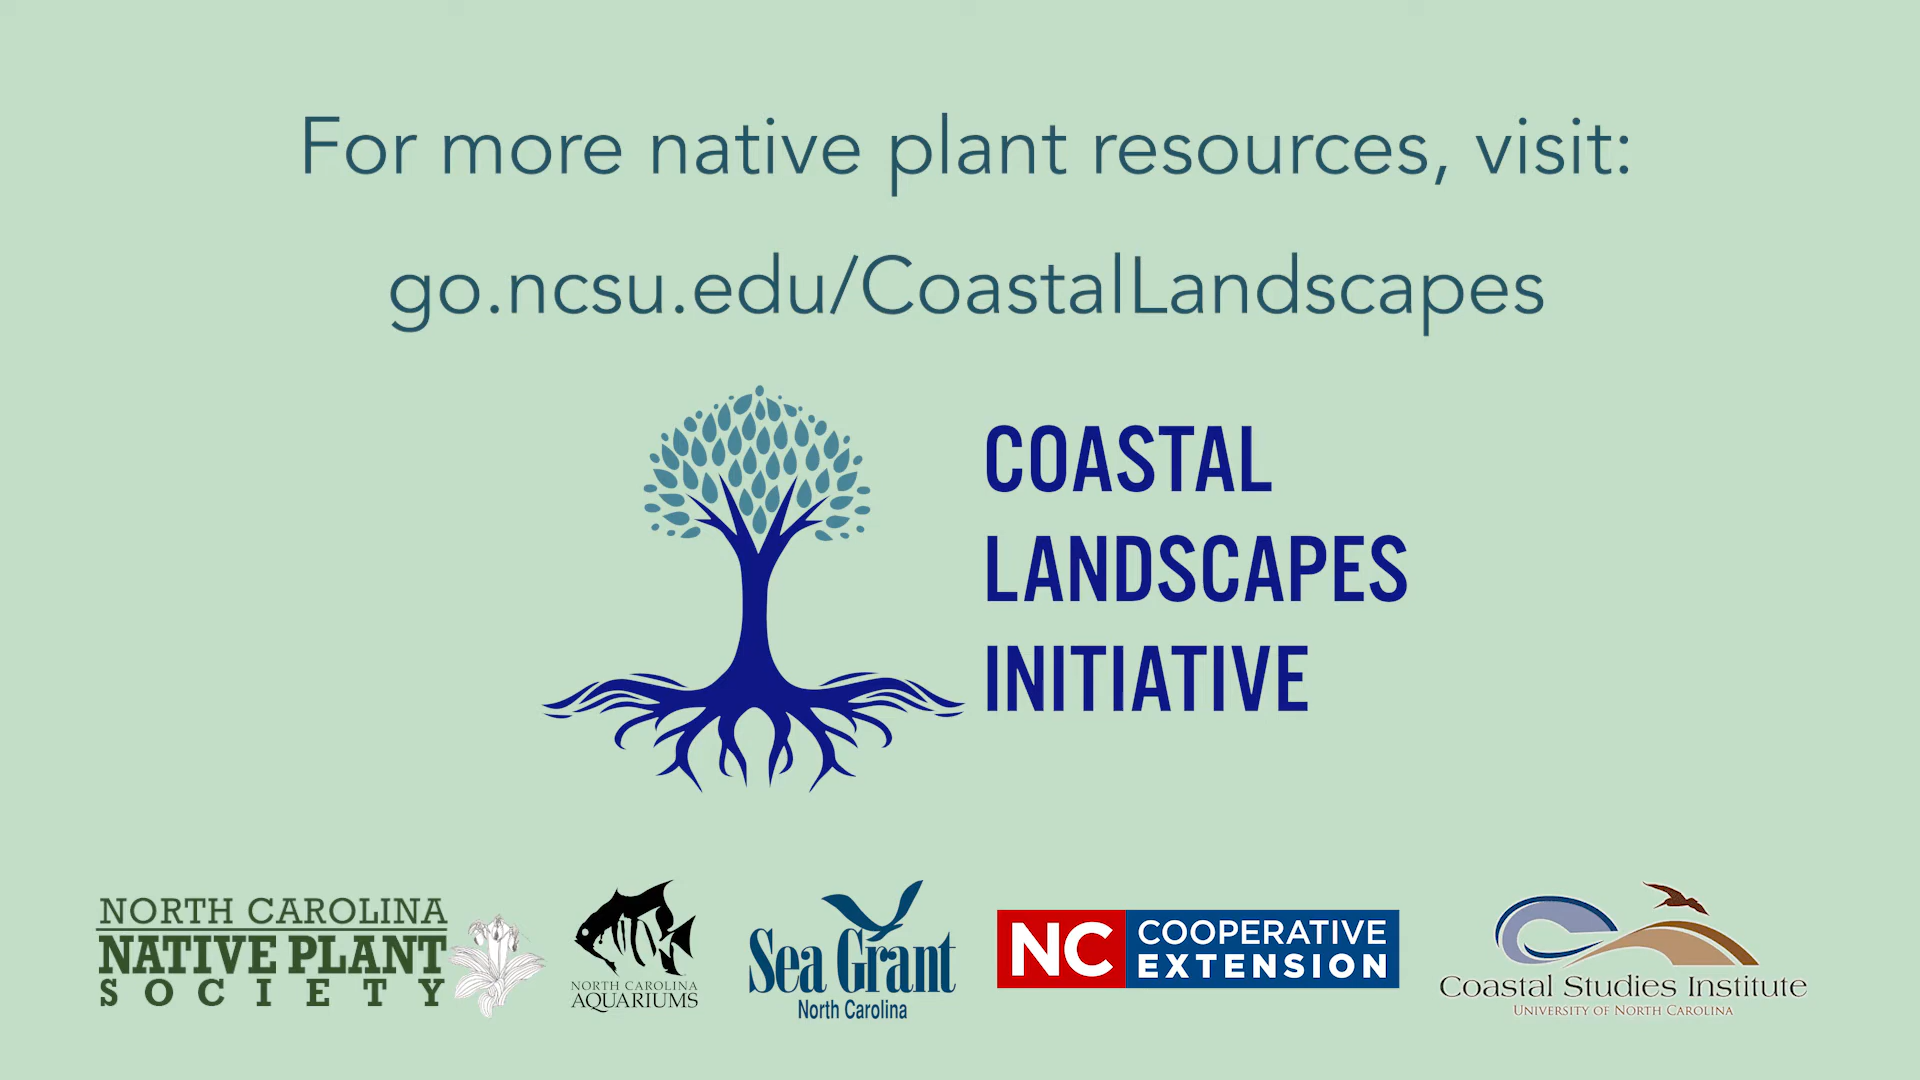 For more native plant resources, visit:
go.ncsu.edu/CoastalLandscapes
COASTAL
LANDSCAPES
INITIATIVE
NORTH CAROLINA
NATIVE PLANT
SOCIETY
NORTH CAROLINA
AQUARIUMS
Sea Grant
North Carolina
NC COOPERATIVE
EXTENSION
Coastal Studies Institute
UNIVERSITY OF NORTH CAROLINA